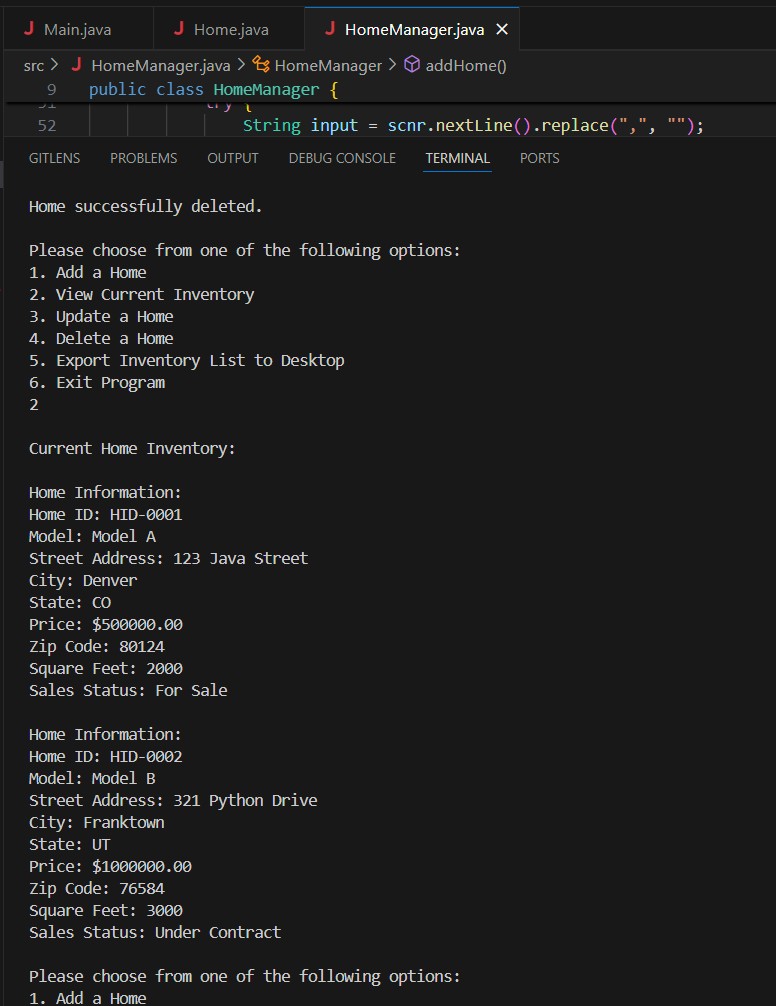 Main.java Home.java HomeManager.java
src > HomeManager.java > HomeManager > addHome()
9 public class HomeManager {
51 try {
52 String input = scnr.nextLine().replace(",", "");
GITLENS PROBLEMS OUTPUT DEBUG CONSOLE TERMINAL PORTS
Home successfully deleted.
Please choose from one of the following options:
1. Add a Home
2. View Current Inventory
3. Update a Home
4. Delete a Home
5. Export Inventory List to Desktop
6. Exit Program
2
Current Home Inventory:
Home Information:
Home ID: HID-0001
Model: Model A
Street Address: 123 Java Street
City: Denver
State: CO
Price: $500000.00
Zip Code: 80124
Square Feet: 2000
Sales Status: For Sale
Home Information:
Home ID: HID-0002
Model: Model B
Street Address: 321 Python Drive
City: Franktown
State: UT
Price: $1000000.00
Zip Code: 76584
Square Feet: 3000
Sales Status: Under Contract
Please choose from one of the following options:
1. Add a Home